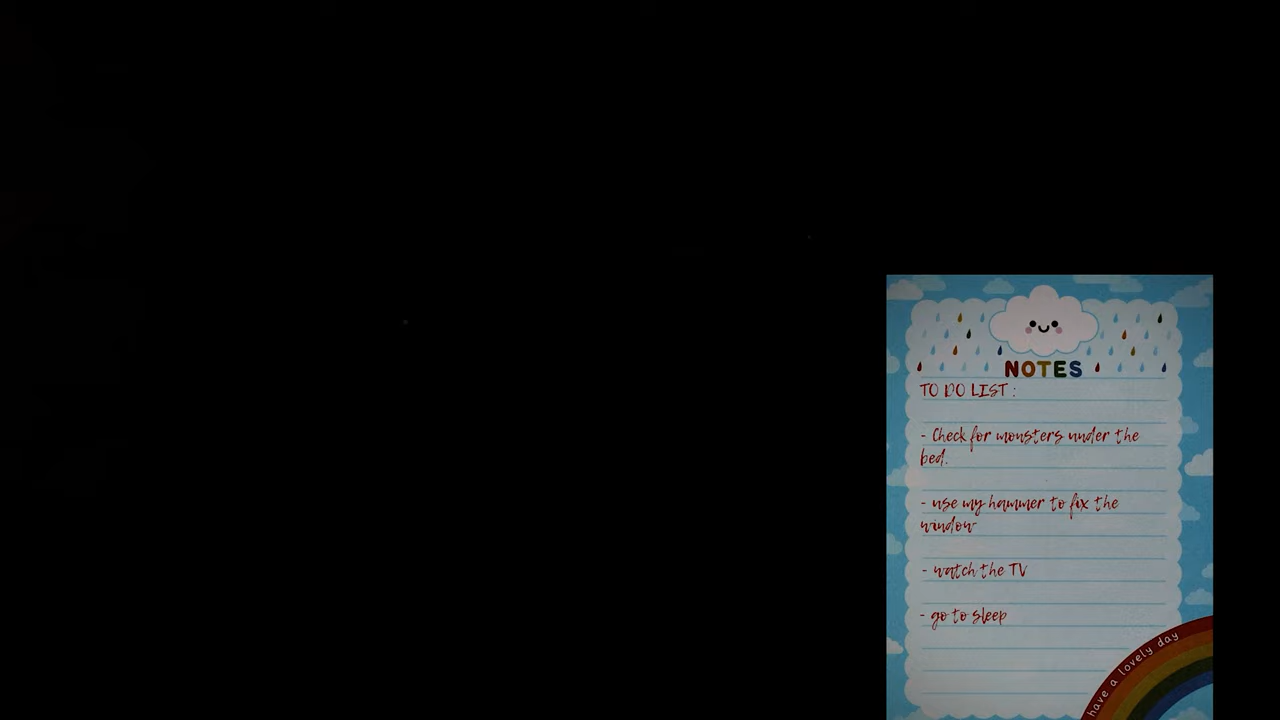 NOTES
TO DO LIST :
- Check for monsters under the
bed.
- use my hammer to fix the
window
- watch the TV
- go to sleep
have a lovely day